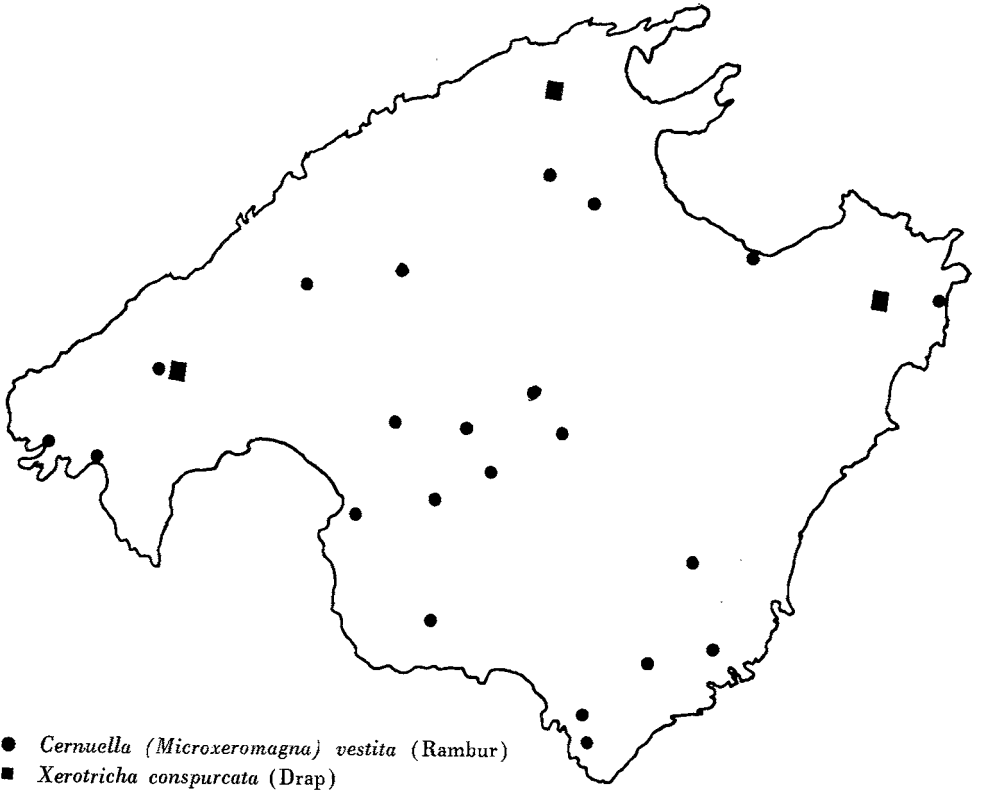 Cernuella (Microxeromagna) vestita (Rambur)
Xerotricha conspurcata (Drap)